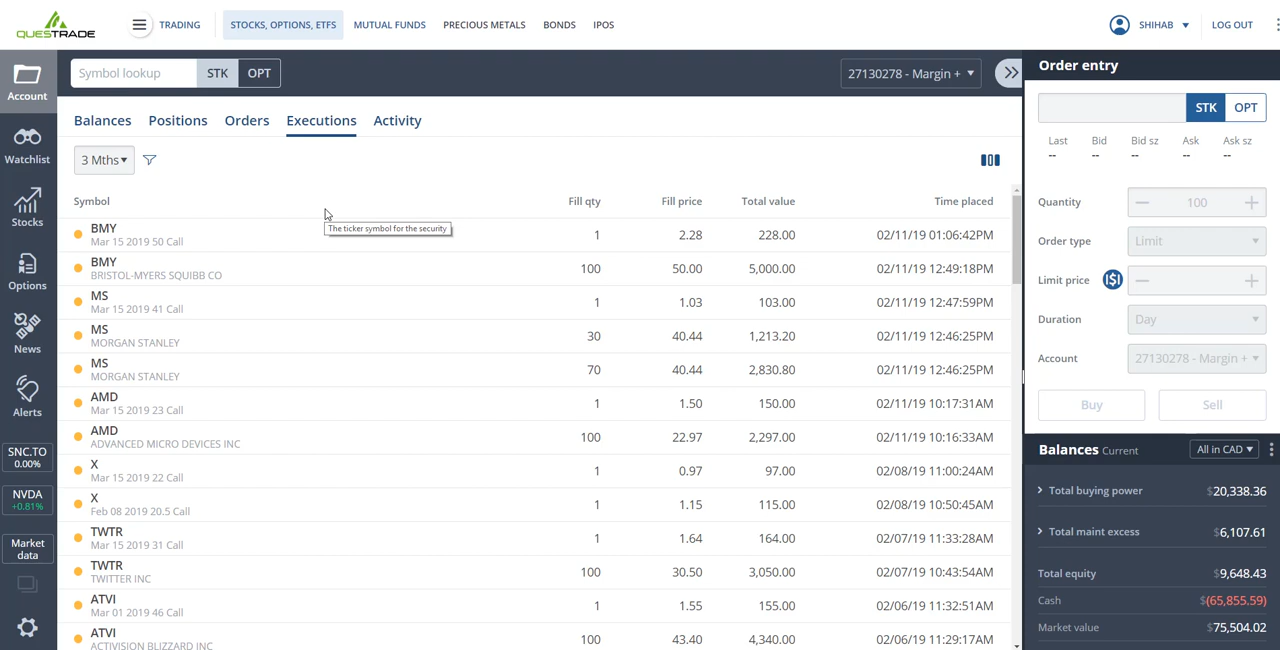 QUESTRADE
TRADING
STOCKS, OPTIONS, ETFS
MUTUAL FUNDS
PRECIOUS METALS
BONDS
IPOS
SHIHAB
LOG OUT
Account
Watchlist
Stocks
Options
News
Alerts
SNC.TO
0.00%
NVDA
+0.81%
Market
data
Symbol lookup
STK
OPT
27130278 - Margin +
Balances
Positions
Orders
Executions
Activity
3 Mths
Symbol Fill qty Fill price Total value Time placed
The ticker symbol for the security
BMY
Mar 15 2019 50 Call
1 2.28 228.00 02/11/19 01:06:42PM
BMY
BRISTOL-MYERS SQUIBB CO
100 50.00 5,000.00 02/11/19 12:49:18PM
MS
Mar 15 2019 41 Call
1 1.03 103.00 02/11/19 12:47:59PM
MS
MORGAN STANLEY
30 40.44 1,213.20 02/11/19 12:46:25PM
MS
MORGAN STANLEY
70 40.44 2,830.80 02/11/19 12:46:25PM
AMD
Mar 15 2019 23 Call
1 1.50 150.00 02/11/19 10:17:31AM
AMD
ADVANCED MICRO DEVICES INC
100 22.97 2,297.00 02/11/19 10:16:33AM
X
Mar 15 2019 22 Call
1 0.97 97.00 02/08/19 11:00:24AM
X
Feb 08 2019 20.5 Call
1 1.15 115.00 02/08/19 10:50:45AM
TWTR
Mar 15 2019 31 Call
1 1.64 164.00 02/07/19 11:33:28AM
TWTR
TWITTER INC
100 30.50 3,050.00 02/07/19 10:43:54AM
ATVI
Mar 01 2019 46 Call
1 1.55 155.00 02/06/19 11:32:51AM
ATVI
ACTIVISION BLIZZARD INC
100 43.40 4,340.00 02/06/19 11:29:17AM
Order entry
STK
OPT
Last Bid Bid sz Ask Ask sz
-- -- -- -- --
Quantity
100
Order type
Limit
Limit price
$
Duration
Day
Account
27130278 - Margin +
Buy
Sell
Balances Current
All in CAD
Total buying power $20,338.36
Total maint excess $6,107.61
Total equity $9,648.43
Cash $(65,855.59)
Market value $75,504.02